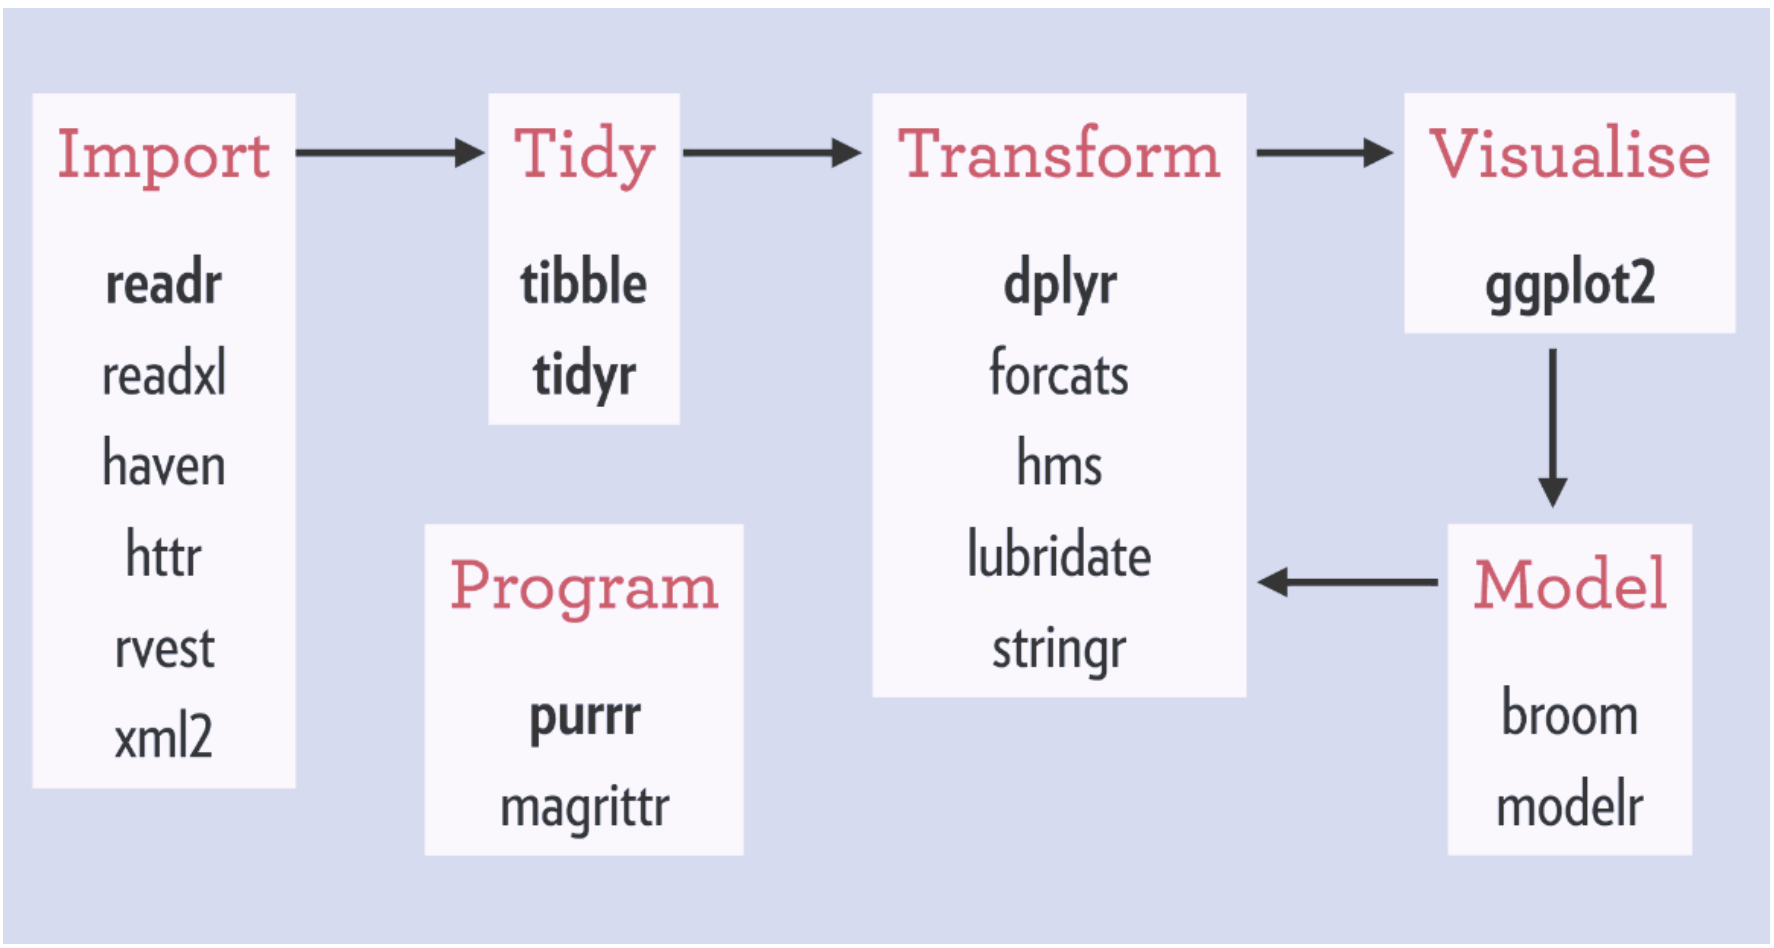 Import
readr
readxl
haven
httr
rvest
xml2
Tidy
tibble
tidyr
Program
purrr
magrittr
Transform
dplyr
forcats
hms
lubridate
stringr
Visualise
ggplot2
Model
broom
modelr